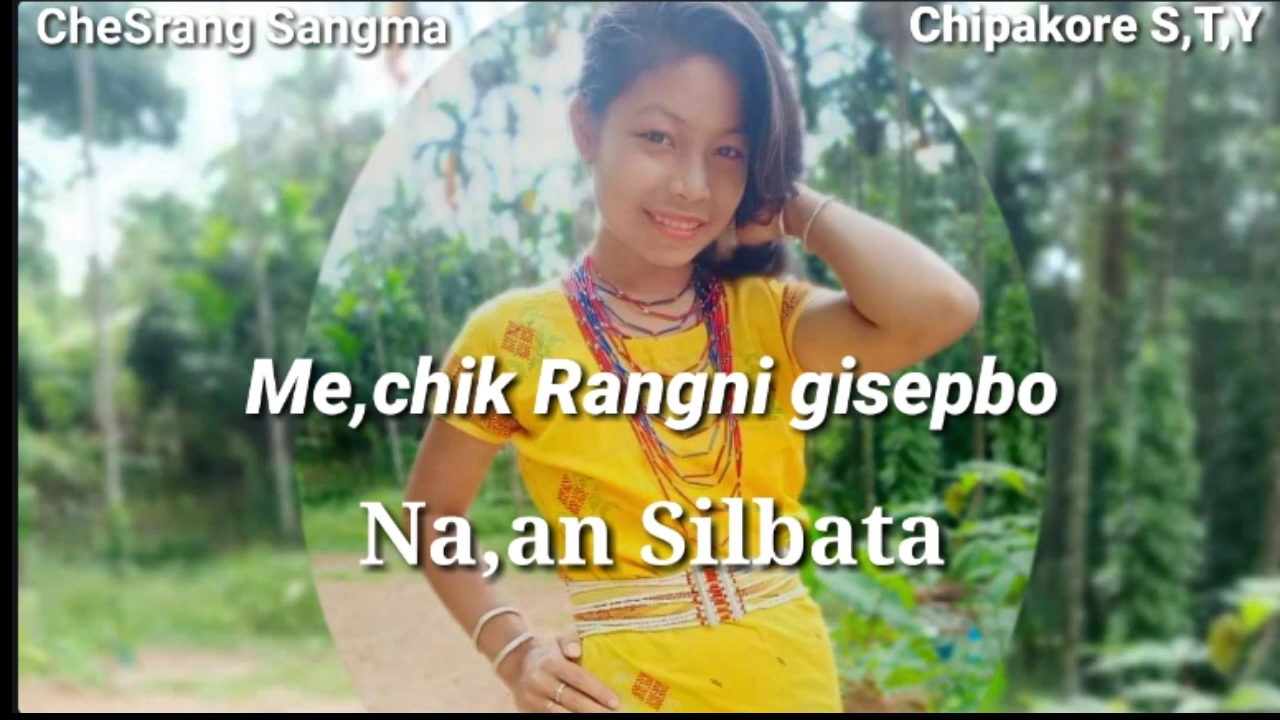 CheSrang Sangma
Chipakore S,T,Y
Me,chik Rangni gisepbo
Na,an Silbata